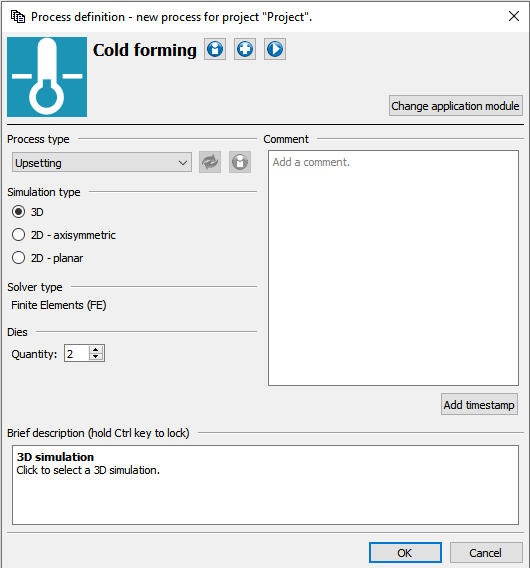 Process definition - new process for project "Project".
Cold forming
Change application module
Process type
Upsetting
Simulation type
3D
2D - axisymmetric
2D - planar
Solver type
Finite Elements (FE)
Dies
Quantity: 2
Comment
Add a comment.
Add timestamp
Brief description (hold Ctrl key to lock)
3D simulation
Click to select a 3D simulation.
OK
Cancel